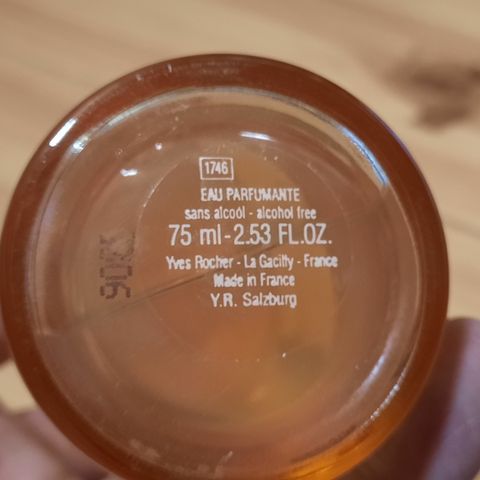 1746
EAU PARFUMANTE
sans alcool - alcohol free
75 ml-2.53 FL.OZ.
Yves Rocher - La Gacilly - France
Made in France
Y.R. Salzburg